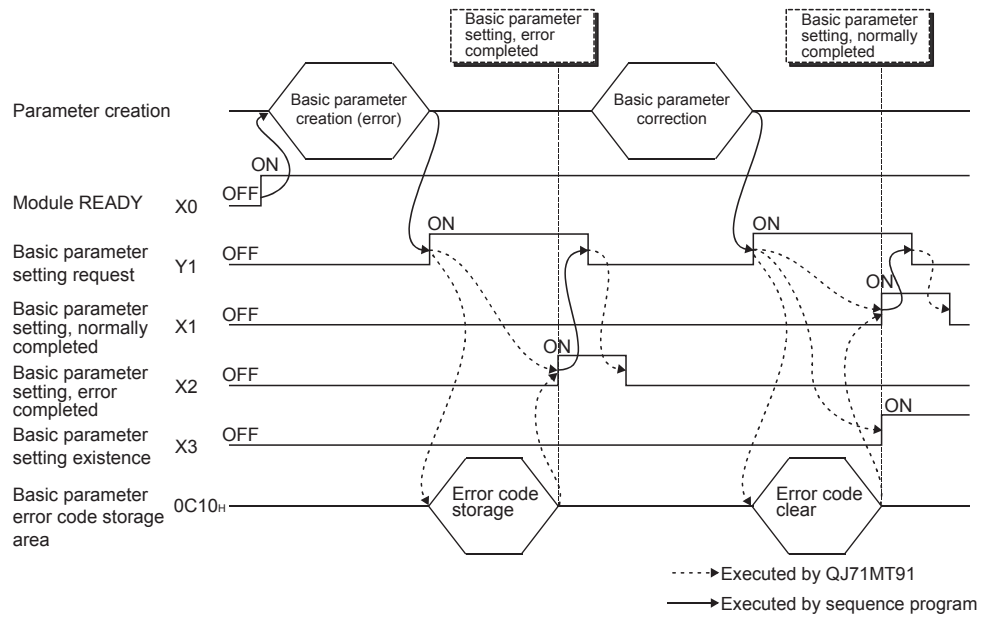 Basic parameter
setting, error
completed
Basic parameter
setting, normally
completed
Parameter creation
Basic parameter
creation (error)
Basic parameter
correction
ON
Module READY X0 OFF
Basic parameter
setting request Y1 OFF
ON
ON
Basic parameter
setting, normally
completed
X1 OFF
ON
Basic parameter
setting, error
completed
X2 OFF
ON
Basic parameter
setting existence X3 OFF
ON
Basic parameter
error code storage
area
0C10H
Error code
storage
Error code
clear
Executed by QJ71MT91
Executed by sequence program